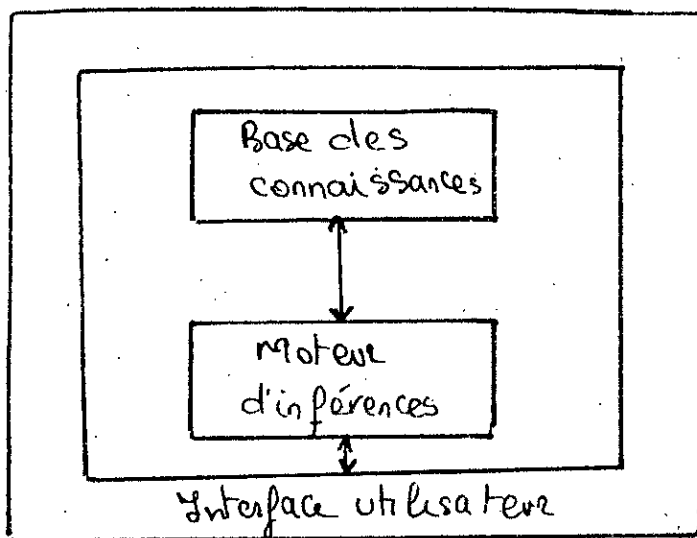 Base des
connaissances
Moteur
d'inférences
Interface utilisateur